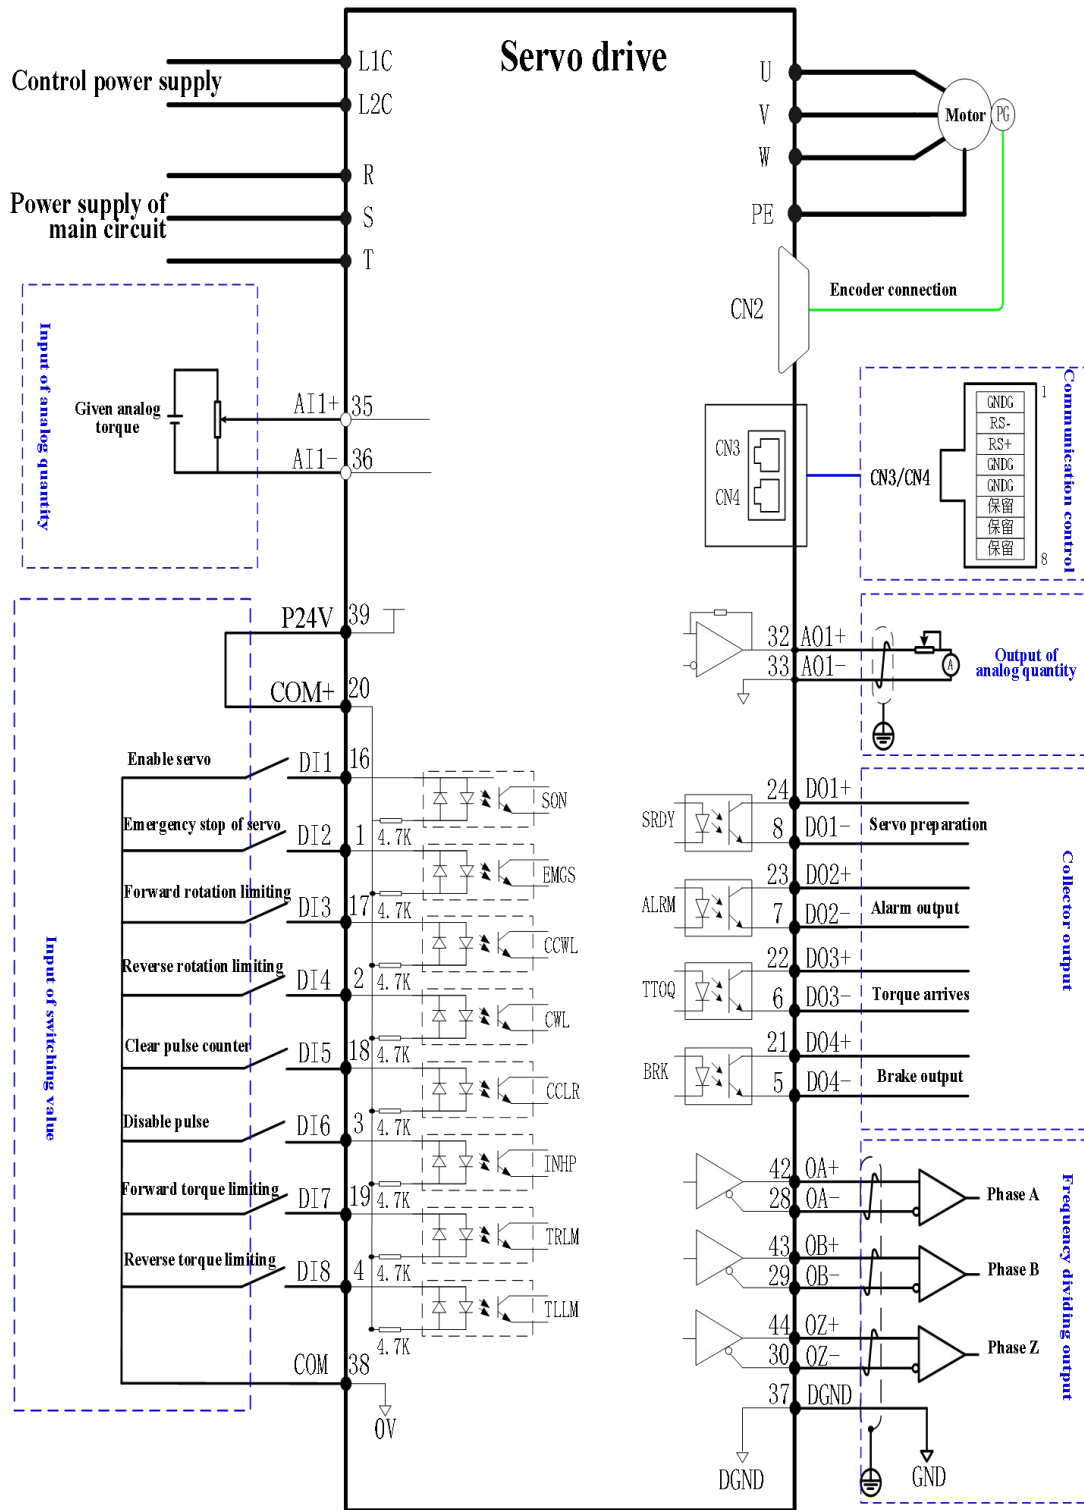 Servo drive
Control power supply
L1C
L2C
Power supply of
main circuit
R
S
T
U
V
W
PE
Motor
PG
CN2
Encoder connection
Input of analog quantity
Given analog
torque
AI1+
35
AI1-
36
CN3
CN4
CN3/CN4
1
GNDG
RS-
RS+
GNDG
GNDG
保留
保留
保留
8
Communication control
P24V
39
COM+
20
32
AO1+
33
AO1-
A
Output of
analog quantity
Input of switching value
Enable servo
DI1
16
4.7K
SON
Emergency stop of servo
DI2
1
4.7K
EMGS
Forward rotation limiting
DI3
17
4.7K
CCWL
Reverse rotation limiting
DI4
2
4.7K
CWL
Clear pulse counter
DI5
18
4.7K
CCLR
Disable pulse
DI6
3
4.7K
INHP
Forward torque limiting
DI7
19
4.7K
TRLM
Reverse torque limiting
DI8
4
4.7K
TLLM
COM
38
0V
SRDY
24
DO1+
8
DO1-
Servo preparation
ALRM
23
DO2+
7
DO2-
Alarm output
TTOQ
22
DO3+
6
DO3-
Torque arrives
BRK
21
DO4+
5
DO4-
Brake output
Collector output
42
OA+
28
OA-
Phase A
43
OB+
29
OB-
Phase B
44
OZ+
30
OZ-
Phase Z
37
DGND
DGND
GND
Frequency dividing output